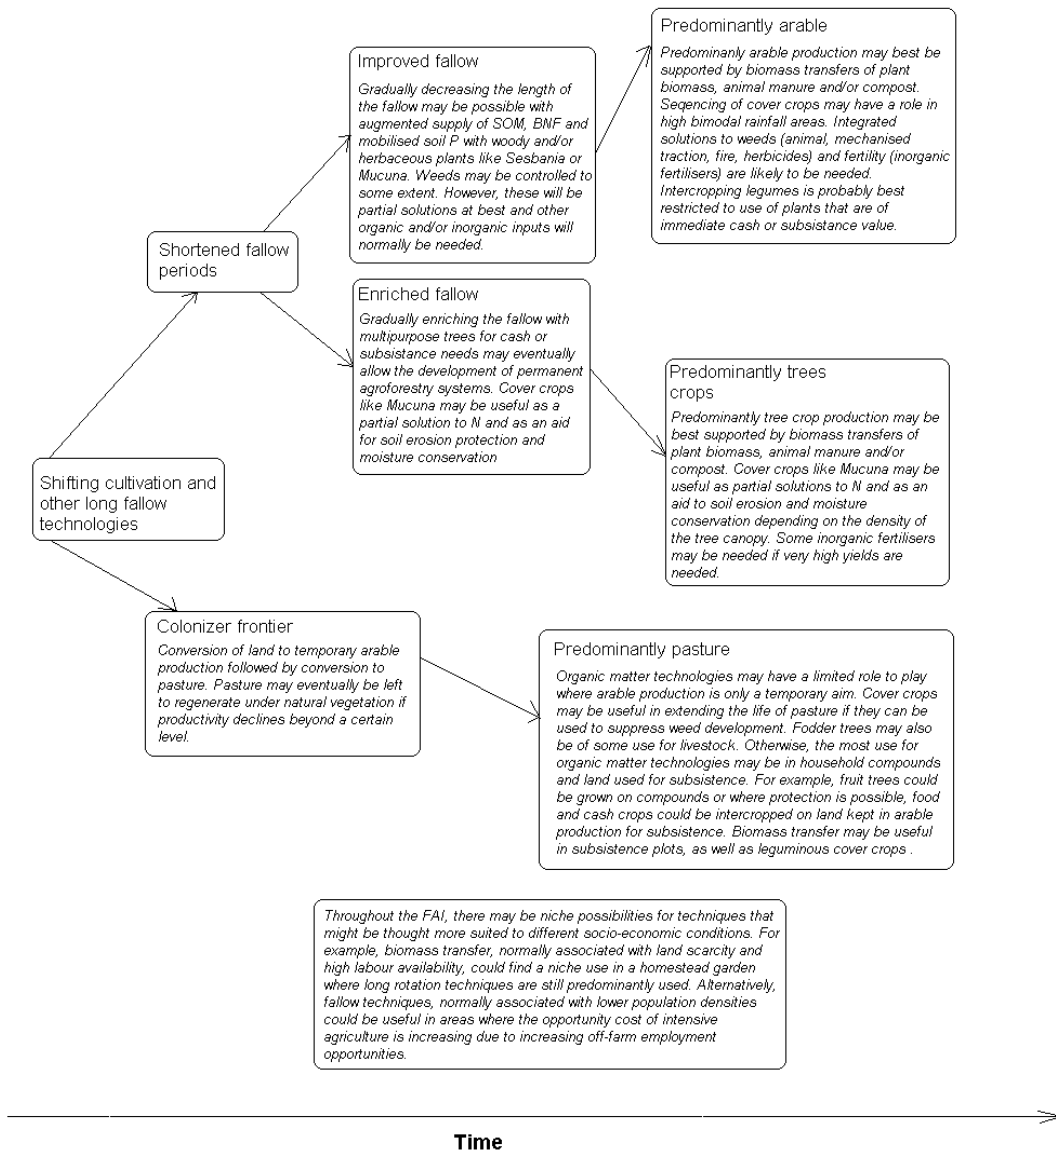 Predominantly arable
Predominanly arable production may best be
supported by biomass transfers of plant
biomass, animal manure and/or compost.
Seqencing of cover crops may have a role in
high bimodal rainfall areas. Integrated
solutions to weeds (animal, mechanised
traction, fire, herbicides) and fertility (inorganic
fertilisers) are likely to be needed.
Intercropping legumes is probably best
restricted to use of plants that are of
immediate cash or subsistance value.
Improved fallow
Gradually decreasing the length of
the fallow may be possible with
augmented supply of SOM, BNF and
mobilised soil P with woody and/or
herbaceous plants like Sesbania or
Mucuna. Weeds may be controlled to
some extent. However, these will be
partial solutions at best and other
organic and/or inorganic inputs will
normally be needed.
Shortened fallow
periods
Enriched fallow
Gradually enriching the fallow with
multipurpose trees for cash or
subsistance needs may eventually
allow the development of permanent
agroforestry systems. Cover crops
like Mucuna may be useful as a
partial solution to N and as an aid
for soil erosion protection and
moisture conservation
Predominantly trees
crops
Predominantly tree crop production may be
best supported by biomass transfers of
plant biomass, animal manure and/or
compost. Cover crops like Mucuna may be
useful as partial solutions to N and as an
aid to soil erosion and moisture
conservation depending on the density of
the tree canopy. Some inorganic fertilisers
may be needed if very high yields are
needed.
Shifting cultivation and
other long fallow
technologies
Colonizer frontier
Conversion of land to temporary arable
production followed by conversion to
pasture. Pasture may eventually be left
to regenerate under natural vegetation if
productivity declines beyond a certain
level.
Predominantly pasture
Organic matter technologies may have a limited role to play
where arable production is only a temporary aim. Cover crops
may be useful in extending the life of pasture if they can be
used to suppress weed development. Fodder trees may also
be of some use for livestock. Otherwise, the most use for
organic matter technologies may be in household compounds
and land used for subsistence. For example, fruit trees could
be grown on compounds or where protection is possible, food
and cash crops could be intercropped on land kept in arable
production for subsistence. Biomass transfer may be useful
in subsistence plots, as well as leguminous cover crops .
Throughout the FAI, there may be niche possibilities for techniques that
might be thought more suited to different socio-economic conditions. For
example, biomass transfer, normally associated with land scarcity and
high labour availability, could find a niche use in a homestead garden
where long rotation techniques are still predominantly used. Alternatively,
fallow techniques, normally associated with lower population densities
could be useful in areas where the opportunity cost of intensive
agriculture is increasing due to increasing off-farm employment
opportunities.
Time